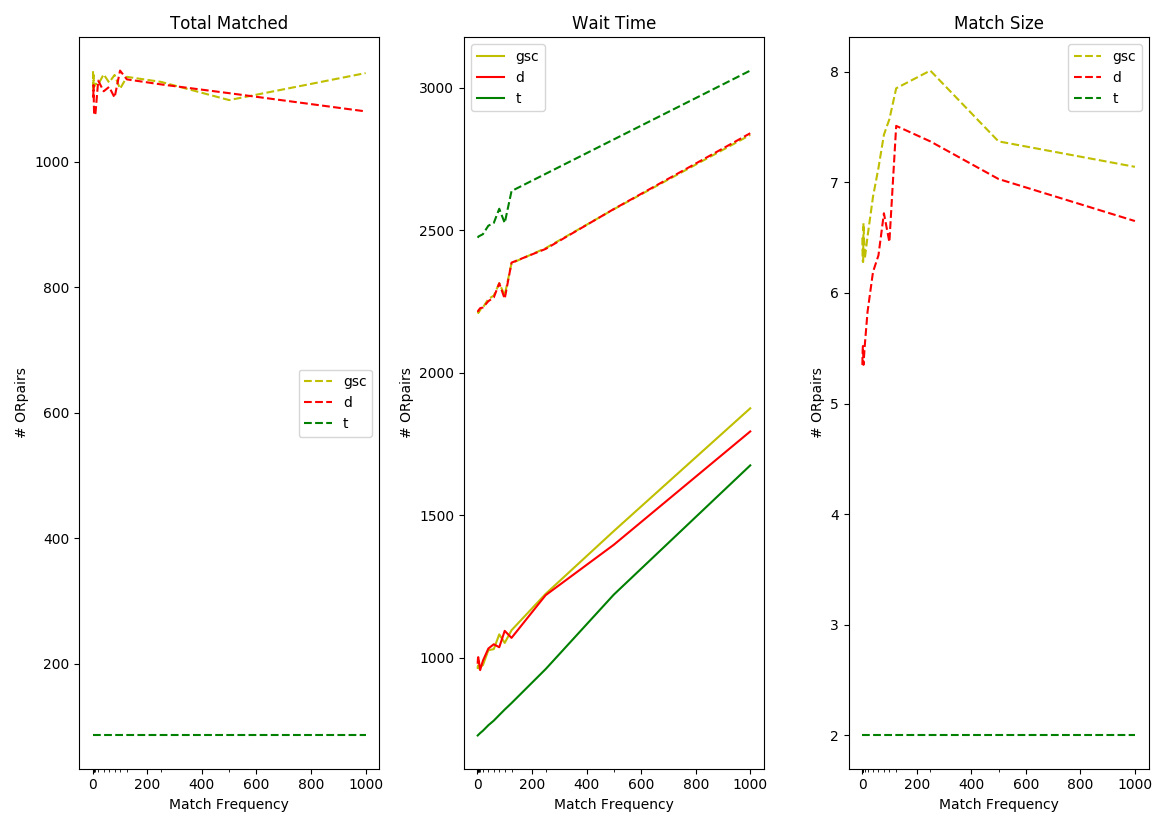 Total Matched
# ORpairs
1000
800
600
400
200
gsc
d
t
0 200 400 600 800 1000
Match Frequency
Wait Time
# ORpairs
gsc
d
t
3000
2500
2000
1500
1000
0 200 400 600 800 1000
Match Frequency
Match Size
# ORpairs
gsc
d
t
8
7
6
5
4
3
2
0 200 400 600 800 1000
Match Frequency